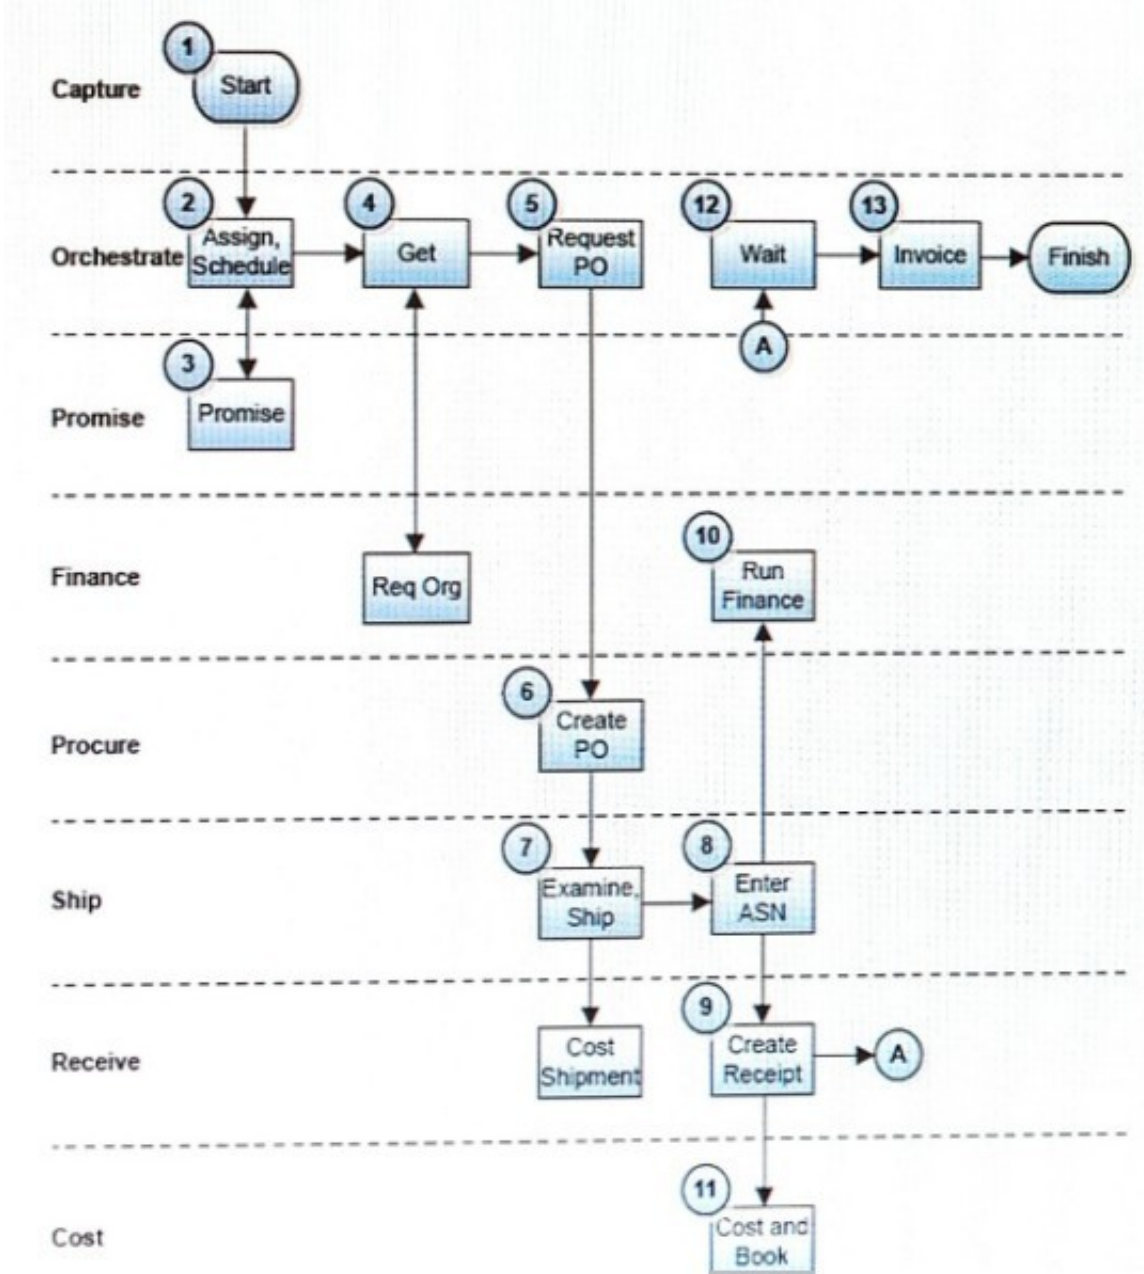 1
Capture
Start
2
4
5
12
13
Orchestrate
Assign,
Schedule
Get
Request
PO
Wait
Invoice
Finish
A
3
Promise
Promise
10
Finance
Req Org
Run
Finance
6
Procure
Create
PO
7
8
Ship
Examine,
Ship
Enter
ASN
9
Receive
Cost
Shipment
Create
Receipt
A
11
Cost
Cost and
Book